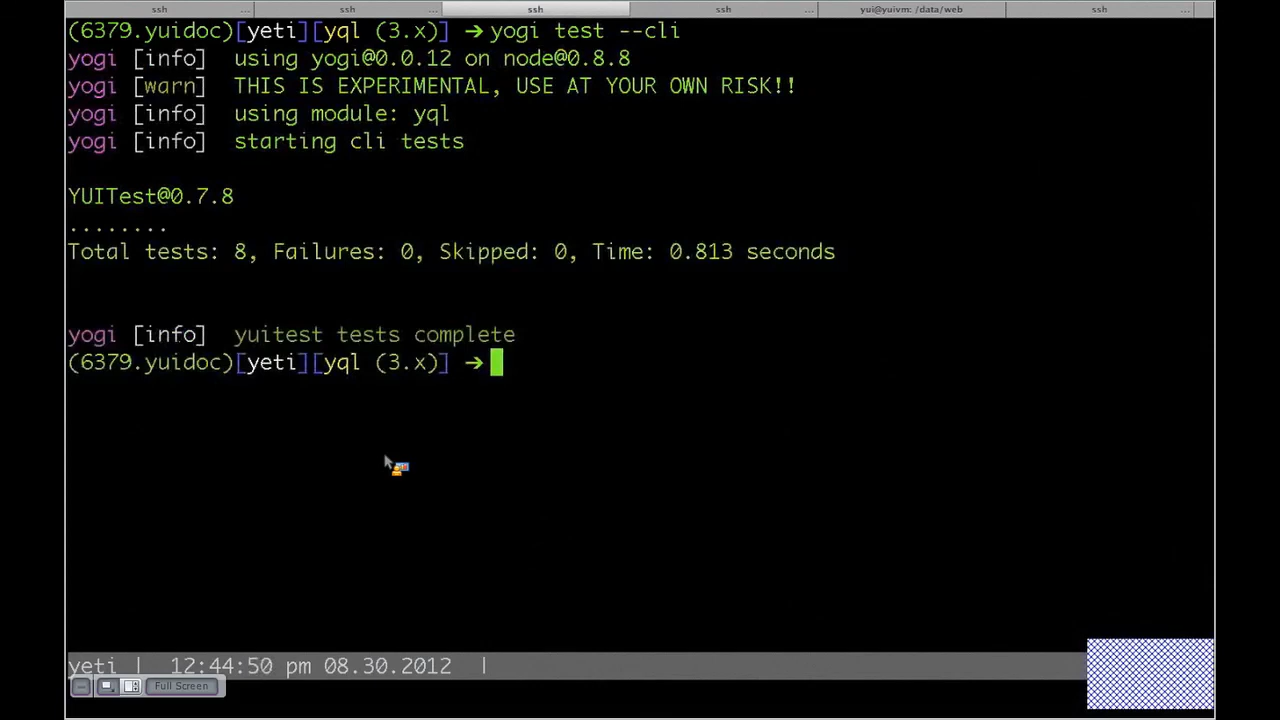 ssh ... ssh ... ssh ssh ... yui@yuivm: /data/web ssh ...
(6379.yuidoc)[yeti][yql (3.x)] ➔ yogi test --cli
yogi [info] using yogi@0.0.12 on node@0.8.8
yogi [warn] THIS IS EXPERIMENTAL, USE AT YOUR OWN RISK!!
yogi [info] using module: yql
yogi [info] starting cli tests
YUITest@0.7.8
........
Total tests: 8, Failures: 0, Skipped: 0, Time: 0.813 seconds
yogi [info] yuitest tests complete
(6379.yuidoc)[yeti][yql (3.x)] ➔
yeti | 12:44:50 pm 08.30.2012 |
Full Screen